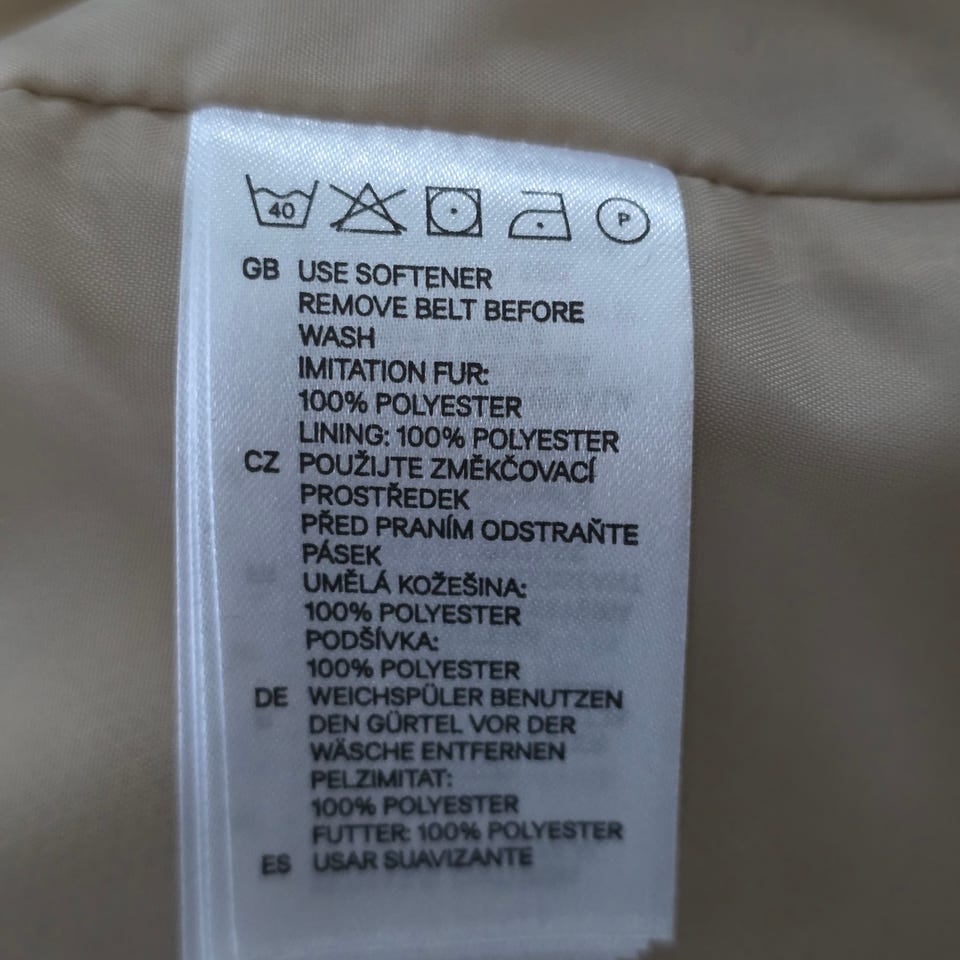 40 P
GB USE SOFTENER
REMOVE BELT BEFORE
WASH
IMITATION FUR:
100% POLYESTER
LINING: 100% POLYESTER
CZ POUŽIJTE ZMĚKČOVACÍ
PROSTŘEDEK
PŘED PRANÍM ODSTRAŇTE
PÁSEK
UMĚLÁ KOŽEŠINA:
100% POLYESTER
PODŠÍVKA:
100% POLYESTER
DE WEICHSPÜLER BENUTZEN
DEN GÜRTEL VOR DER
WÄSCHE ENTFERNEN
PELZIMITAT:
100% POLYESTER
FUTTER: 100% POLYESTER
ES USAR SUAVIZANTE